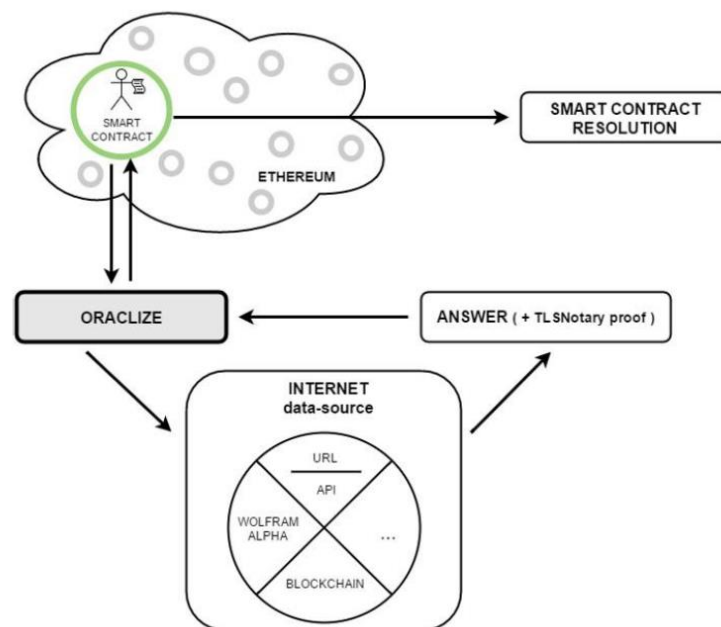 SMART
CONTRACT
ETHEREUM
SMART CONTRACT
RESOLUTION
ORACLIZE
ANSWER ( + TLSNotary proof )
INTERNET
data-source
URL
API
WOLFRAM
ALPHA
...
BLOCKCHAIN